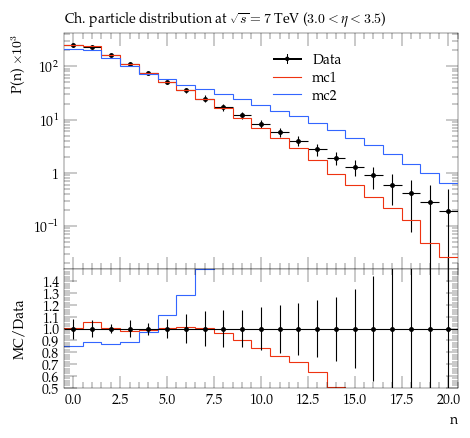 Ch. particle distribution at √s = 7 TeV (3.0 < η < 3.5)
P(n) ×10³
10²
10¹
1
10⁻¹
Data
mc1
mc2
MC/Data
1.4
1.3
1.2
1.1
1.0
0.9
0.8
0.7
0.6
0.5
0.0 2.5 5.0 7.5 10.0 12.5 15.0 17.5 20.0
n